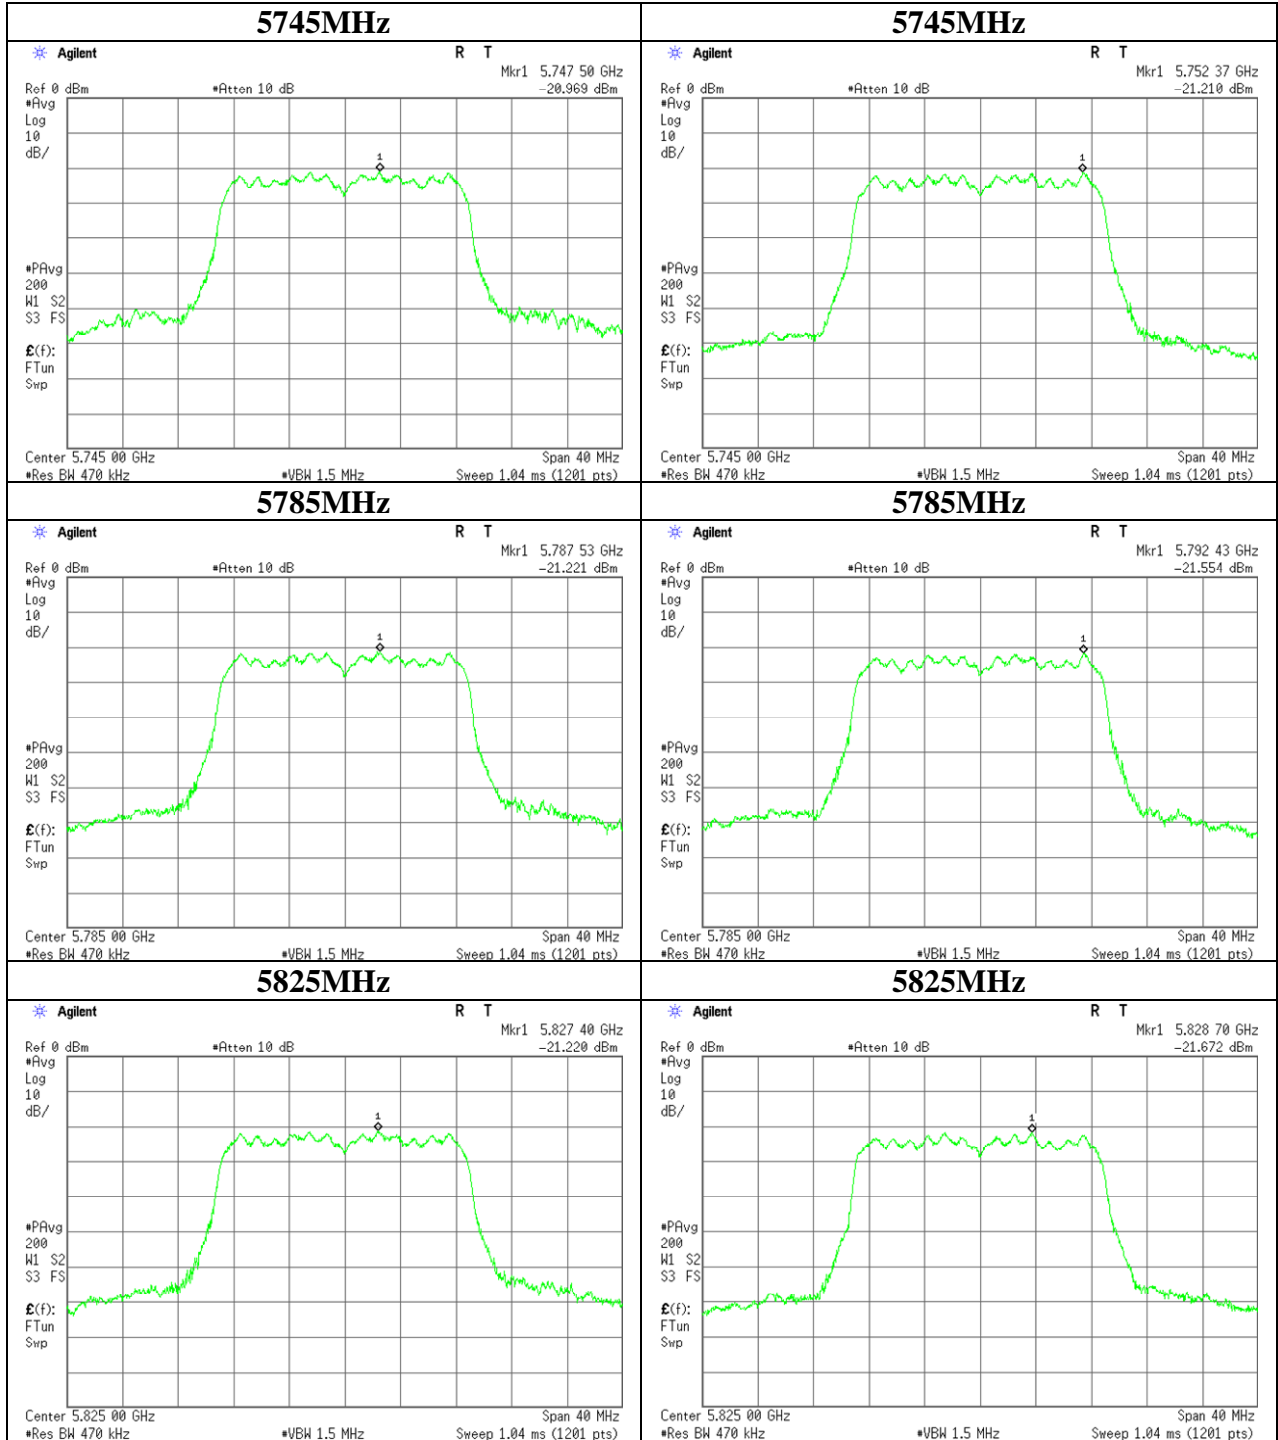 5745MHz
Agilent
R T
Mkr1 5.747 50 GHz
Ref 0 dBm #Atten 10 dB -20.969 dBm
#Avg
Log
10
dB/
1
#PAvg
200
W1 S2
S3 FS
£(f):
FTun
Swp
Center 5.745 00 GHz Span 40 MHz
#Res BW 470 kHz #VBW 1.5 MHz Sweep 1.04 ms (1201 pts)
5745MHz
Agilent
R T
Mkr1 5.752 37 GHz
Ref 0 dBm #Atten 10 dB -21.210 dBm
#Avg
Log
10
dB/
1
#PAvg
200
W1 S2
S3 FS
£(f):
FTun
Swp
Center 5.745 00 GHz Span 40 MHz
#Res BW 470 kHz #VBW 1.5 MHz Sweep 1.04 ms (1201 pts)
5785MHz
Agilent
R T
Mkr1 5.787 53 GHz
Ref 0 dBm #Atten 10 dB -21.221 dBm
#Avg
Log
10
dB/
1
#PAvg
200
W1 S2
S3 FS
£(f):
FTun
Swp
Center 5.785 00 GHz Span 40 MHz
#Res BW 470 kHz #VBW 1.5 MHz Sweep 1.04 ms (1201 pts)
5785MHz
Agilent
R T
Mkr1 5.792 43 GHz
Ref 0 dBm #Atten 10 dB -21.554 dBm
#Avg
Log
10
dB/
1
#PAvg
200
W1 S2
S3 FS
£(f):
FTun
Swp
Center 5.785 00 GHz Span 40 MHz
#Res BW 470 kHz #VBW 1.5 MHz Sweep 1.04 ms (1201 pts)
5825MHz
Agilent
R T
Mkr1 5.827 40 GHz
Ref 0 dBm #Atten 10 dB -21.220 dBm
#Avg
Log
10
dB/
1
#PAvg
200
W1 S2
S3 FS
£(f):
FTun
Swp
Center 5.825 00 GHz Span 40 MHz
#Res BW 470 kHz #VBW 1.5 MHz Sweep 1.04 ms (1201 pts)
5825MHz
Agilent
R T
Mkr1 5.828 70 GHz
Ref 0 dBm #Atten 10 dB -21.672 dBm
#Avg
Log
10
dB/
1
#PAvg
200
W1 S2
S3 FS
£(f):
FTun
Swp
Center 5.825 00 GHz Span 40 MHz
#Res BW 470 kHz #VBW 1.5 MHz Sweep 1.04 ms (1201 pts)